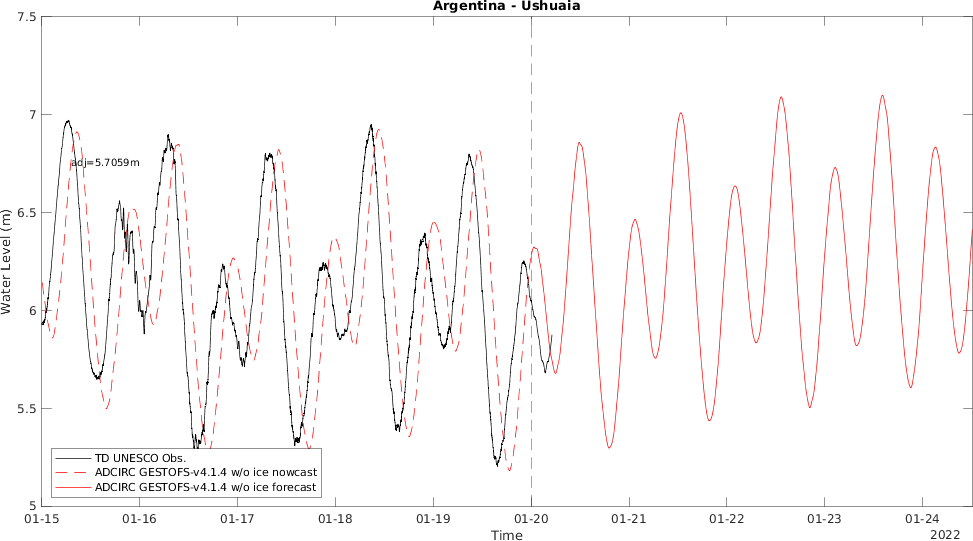 Argentina - Ushuaia
7.5
7
6.5
6
5.5
5
Water Level (m)
adj=5.7059m
TD UNESCO Obs.
ADCIRC GESTOFS-v4.1.4 w/o ice nowcast
ADCIRC GESTOFS-v4.1.4 w/o ice forecast
01-15 01-16 01-17 01-18 01-19 01-20 01-21 01-22 01-23 01-24
Time
2022